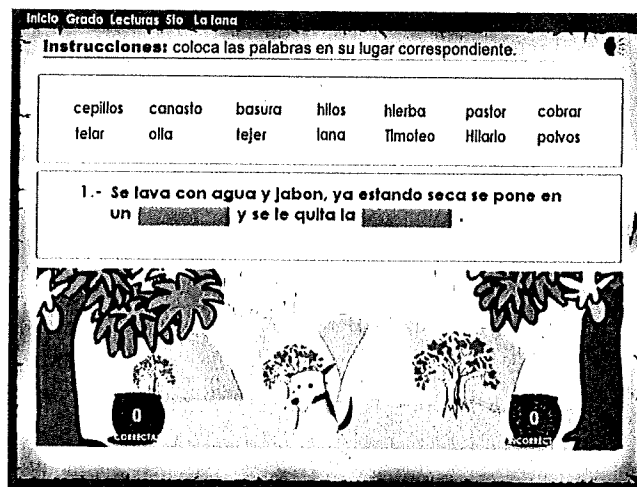 Inicio Grado Lecturas 5to La lana
Instrucciones: coloca las palabras en su lugar correspondiente.
cepillos canasto basura hilos hierba pastor cobrar
telar olla tejer lana Timoteo Hilario polvos
1.- Se lava con agua y jabon, ya estando seca se pone en
un y se le quita la .
0 0
CORRECTA INCORRECT